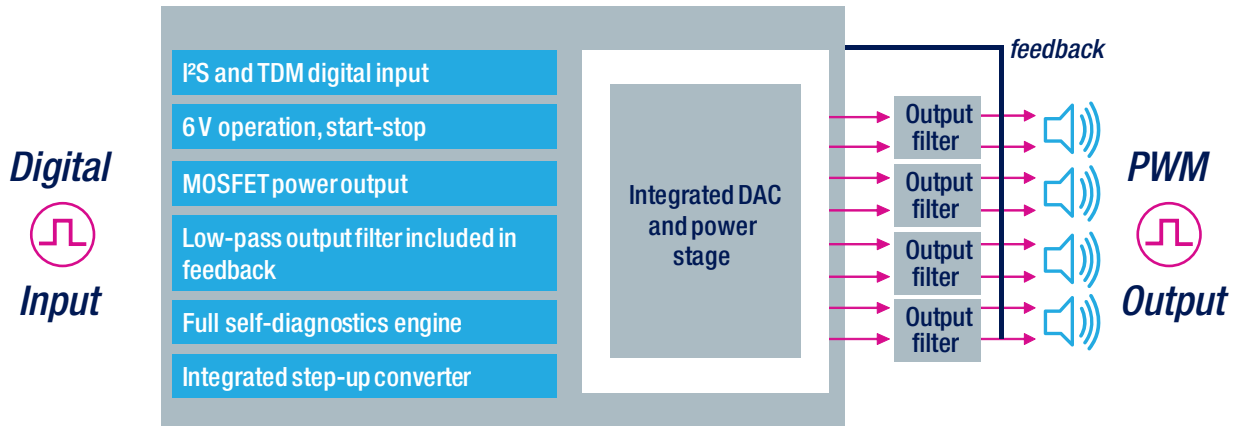 Digital
Input
I²S and TDM digital input
6 V operation, start-stop
MOSFET power output
Low-pass output filter included in
feedback
Full self-diagnostics engine
Integrated step-up converter
Integrated DAC
and power
stage
feedback
Output
filter
Output
filter
Output
filter
Output
filter
PWM
Output